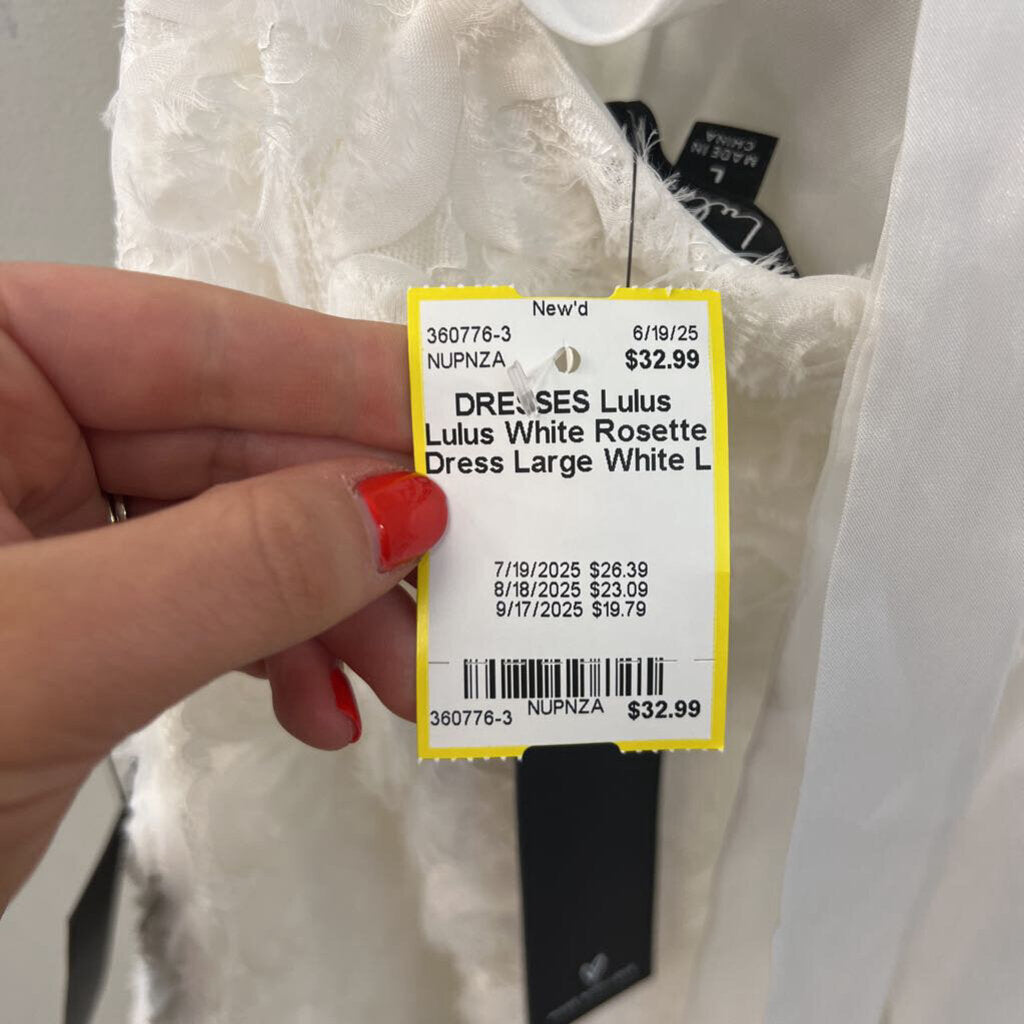 MADE IN
CHINA
L
New'd
360776-3 6/19/25
NUPNZA $32.99
DRESSES Lulus
Lulus White Rosette
Dress Large White L
7/19/2025 $26.39
8/18/2025 $23.09
9/17/2025 $19.79
NUPNZA
360776-3 $32.99